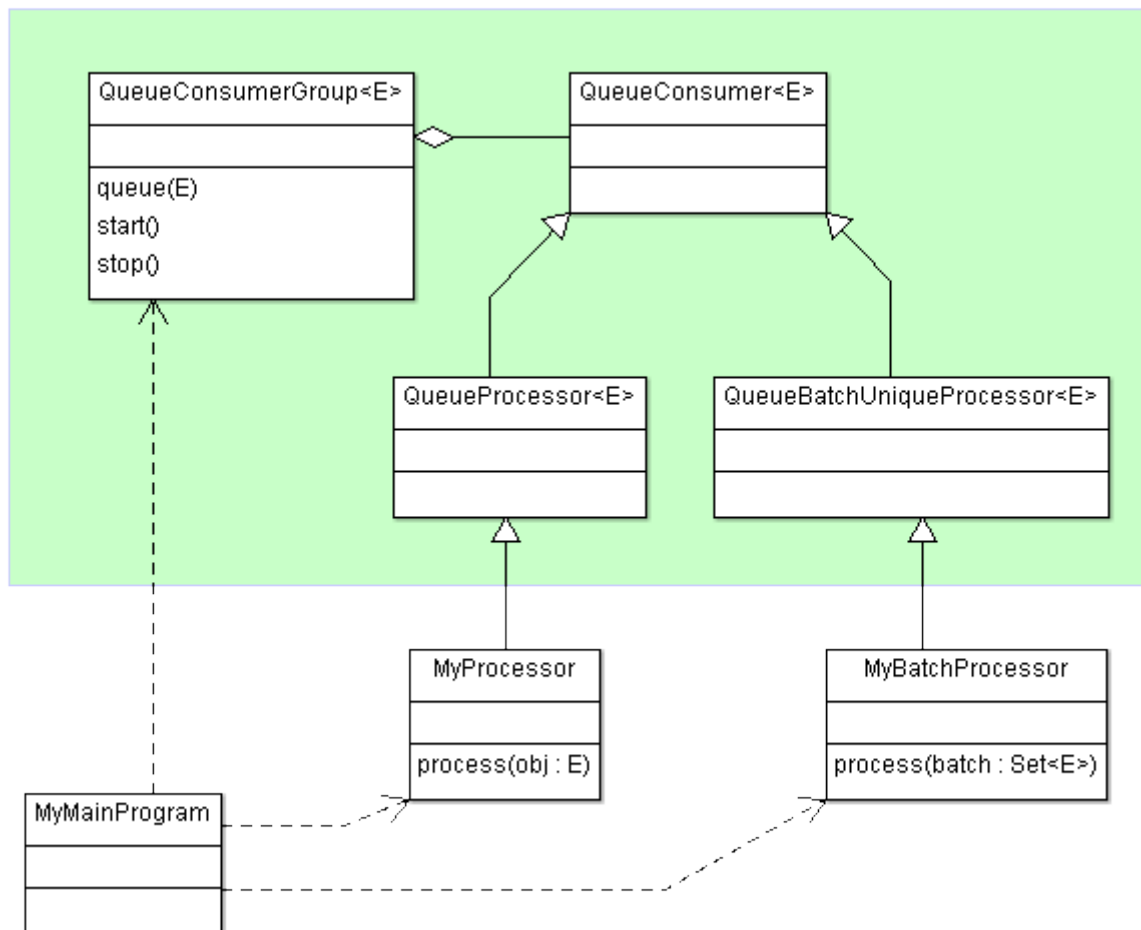 QueueConsumerGroup<E>
queue(E)
start()
stop()
QueueConsumer<E>
QueueProcessor<E>
QueueBatchUniqueProcessor<E>
MyProcessor
process(obj : E)
MyBatchProcessor
process(batch : Set<E>)
MyMainProgram